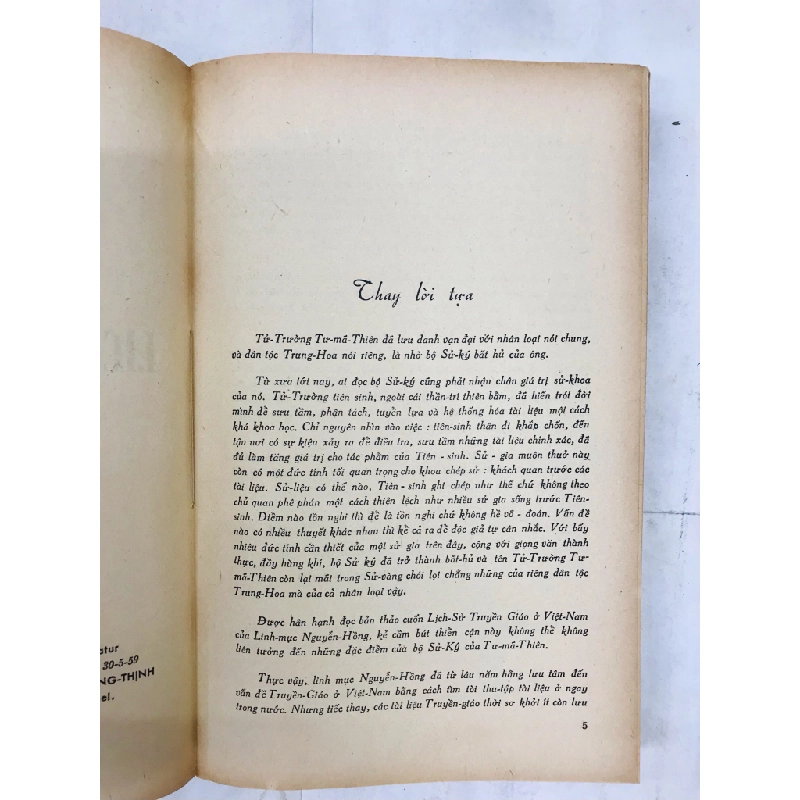 Thay lời tựa
Tử-Trường Tư-mã-Thiên đã lưu danh vạn đại với nhân loại nói chung,
và dân tộc Trung-Hoa nói riêng, là nhờ bộ Sử-ký bất hủ của ông.
Từ xưa tới nay, ai đọc bộ Sử-ký cũng phải nhận chân giá trị sử-khoa
của nó. Tử-Trường tiên sinh, ngoài cái thần-trí thiên bẩm, đã hiến trót đời
mình để sưu tầm, phân tách, tuyển lựa và hệ thống hóa tài liệu một cách
khá khoa học. Chỉ nguyên nhìn vào việc : tiên-sinh thân đi khắp chốn, đến
tận nơi có sự kiện xảy ra để điều tra, sưu tầm những tài liệu chính xác, đã
đủ làm tăng giá trị cho tác phẩm của Tiên - sinh. Sử - gia muôn thuở này
còn có một đức tính tối quan trọng cho khoa chép sử : khách quan trước các
tài liệu. Sử-liệu có thế nào, Tiên-sinh ghi chép như thế chứ không theo
chủ quan phê phán một cách thiên lệch như nhiều sử gia sống trước Tiên-
sinh. Điểm nào tồn nghi thì để là tồn nghi chứ không hề võ - đoán. Vấn đề
nào có nhiều thuyết khác nhau thì kể cả ra để độc giả tự cân nhắc. Với bấy
nhiêu đức tính cần thiết của một sử gia trên đây, cộng với giọng văn thành
thực, đầy hùng khí, bộ Sử ký đã trở thành bất-hủ và tên Tử-Trường Tư-
mã-Thiên còn lại mãi trong Sử-vàng chói lọi chẳng những của riêng dân tộc
Trung-Hoa mà của cả nhân loại vậy.
Được hân hạnh đọc bản thảo cuốn Lịch-Sử Truyền Giáo ở Việt-Nam
của Linh-mục Nguyễn-Hồng, kẻ cầm bút thiển cận này không thể không
liên tưởng đến những đặc điểm của bộ Sử-Ký của Tư-mã-Thiên.
Thực vậy, linh mục Nguyễn-Hồng đã từ lâu năm hằng lưu tâm đến
vấn đề Truyền-Giáo ở Việt-Nam bằng cách tìm tòi thu-lập tài liệu ở ngay
trong nước. Nhưng tiếc thay, các tài liệu Truyền-giáo thời sơ khởi ít còn lưu
5
atur
30-5-59
NG-THỊNH
el.